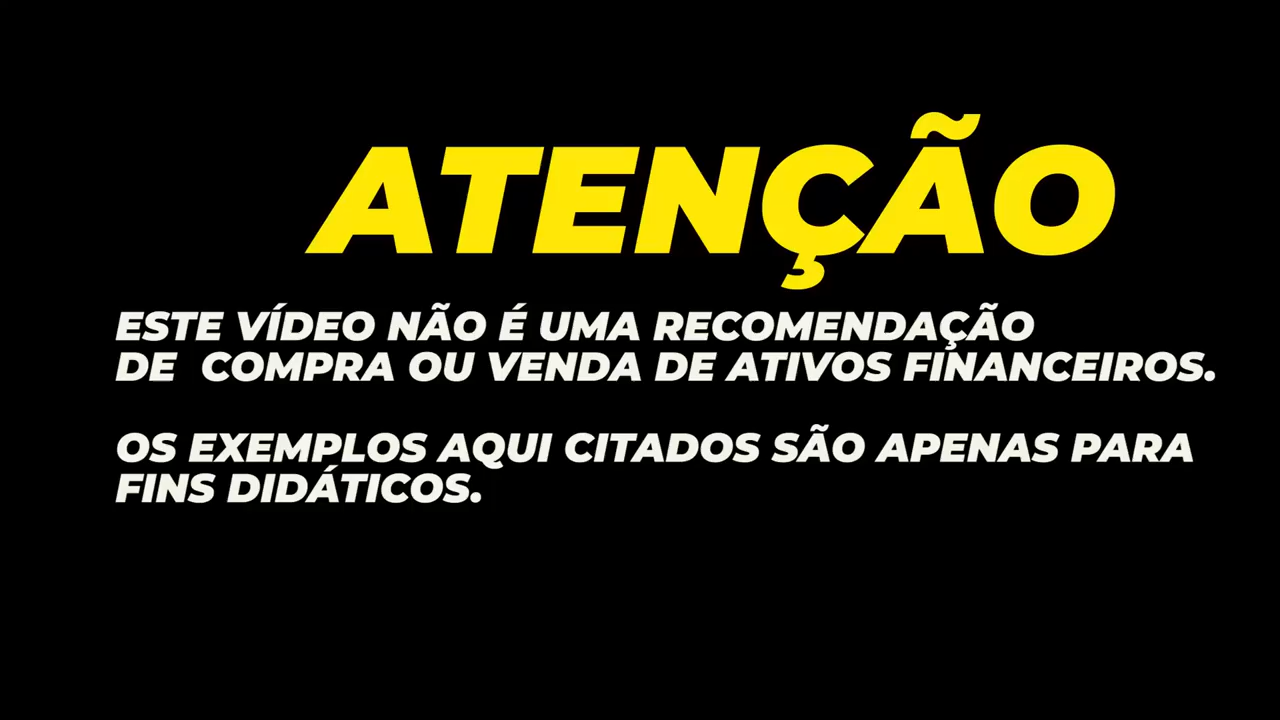 ATENÇÃO
ESTE VÍDEO NÃO É UMA RECOMENDAÇÃO
DE COMPRA OU VENDA DE ATIVOS FINANCEIROS.
OS EXEMPLOS AQUI CITADOS SÃO APENAS PARA
FINS DIDÁTICOS.